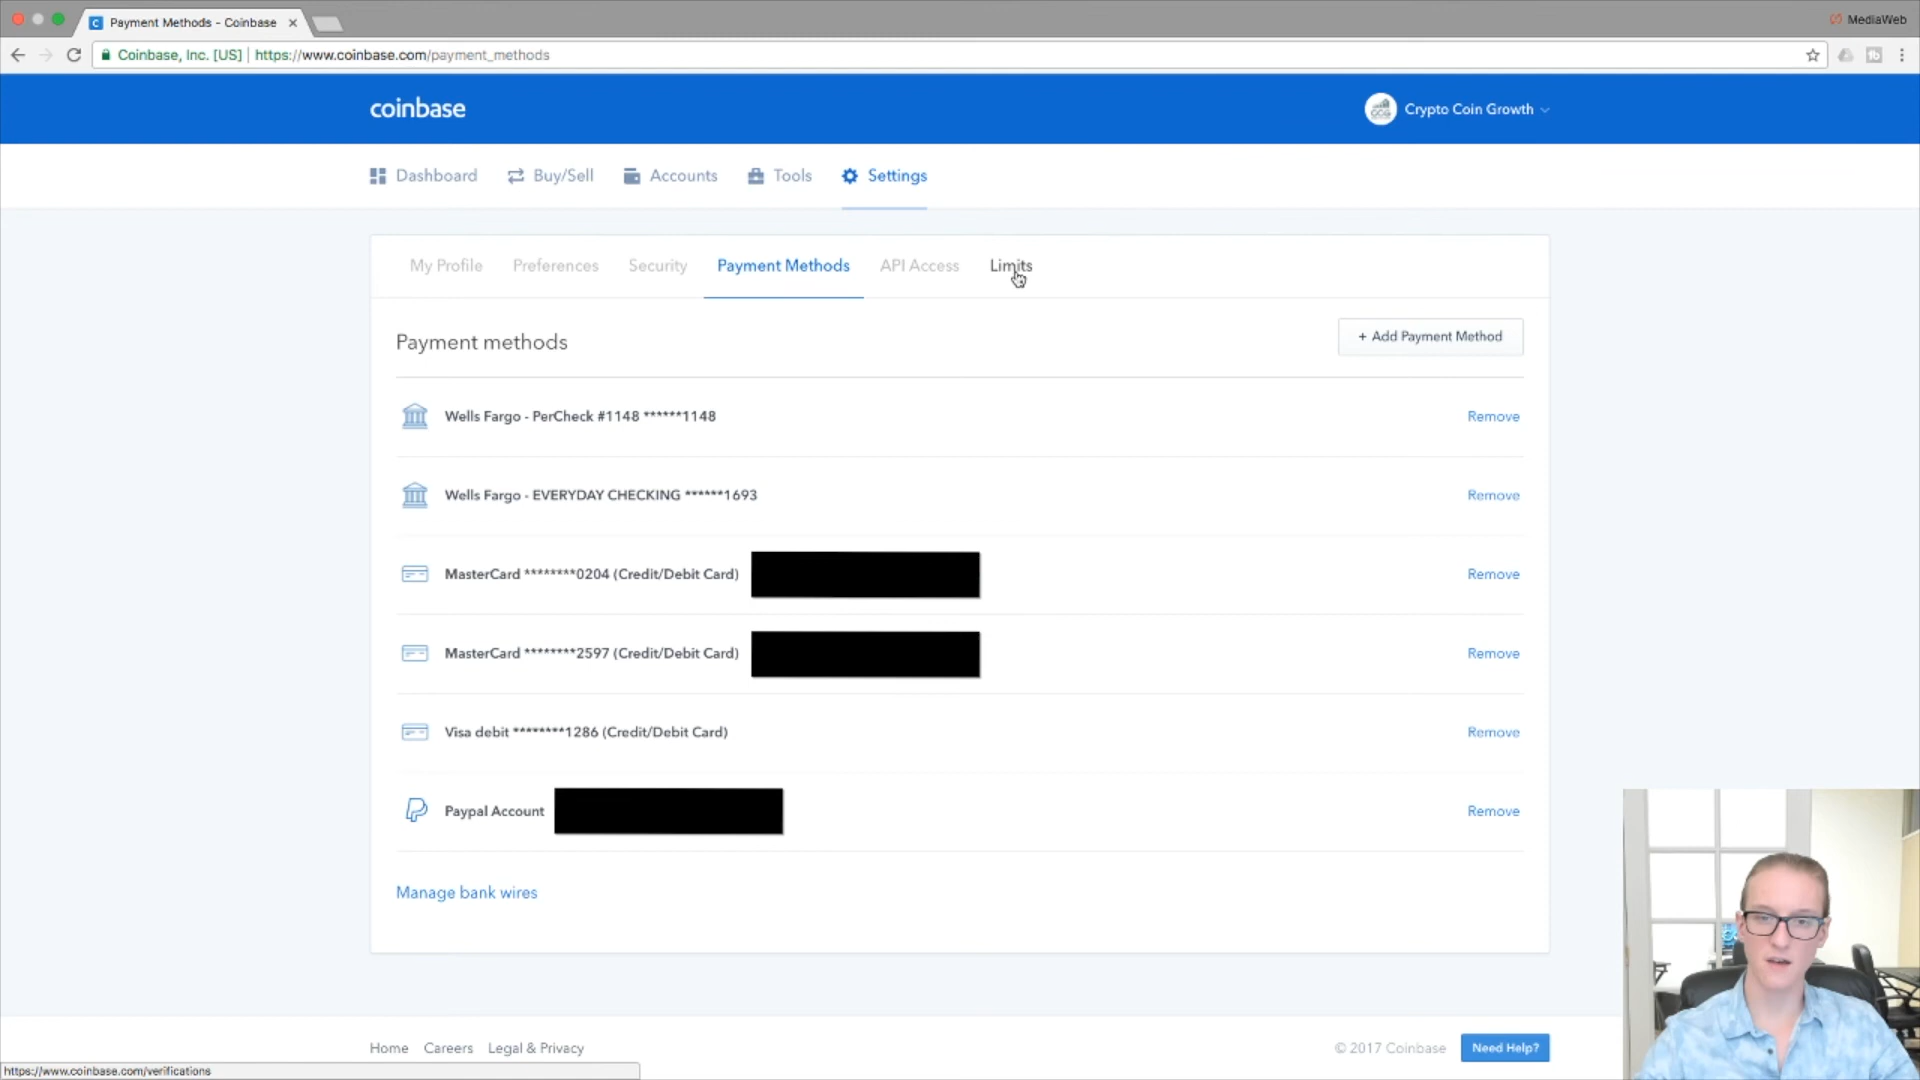 Payment Methods - Coinbase
MediaWeb
Coinbase, Inc. [US] | https://www.coinbase.com/payment_methods
coinbase
Crypto Coin Growth
Dashboard Buy/Sell Accounts Tools Settings
My Profile Preferences Security Payment Methods API Access Limits
Payment methods
+ Add Payment Method
Wells Fargo - PerCheck #1148 ******1148 Remove
Wells Fargo - EVERYDAY CHECKING ******1693 Remove
MasterCard ********0204 (Credit/Debit Card) Remove
MasterCard ********2597 (Credit/Debit Card) Remove
Visa debit ********1286 (Credit/Debit Card) Remove
Paypal Account Remove
Manage bank wires
Home Careers Legal & Privacy © 2017 Coinbase Need Help?
https://www.coinbase.com/verifications